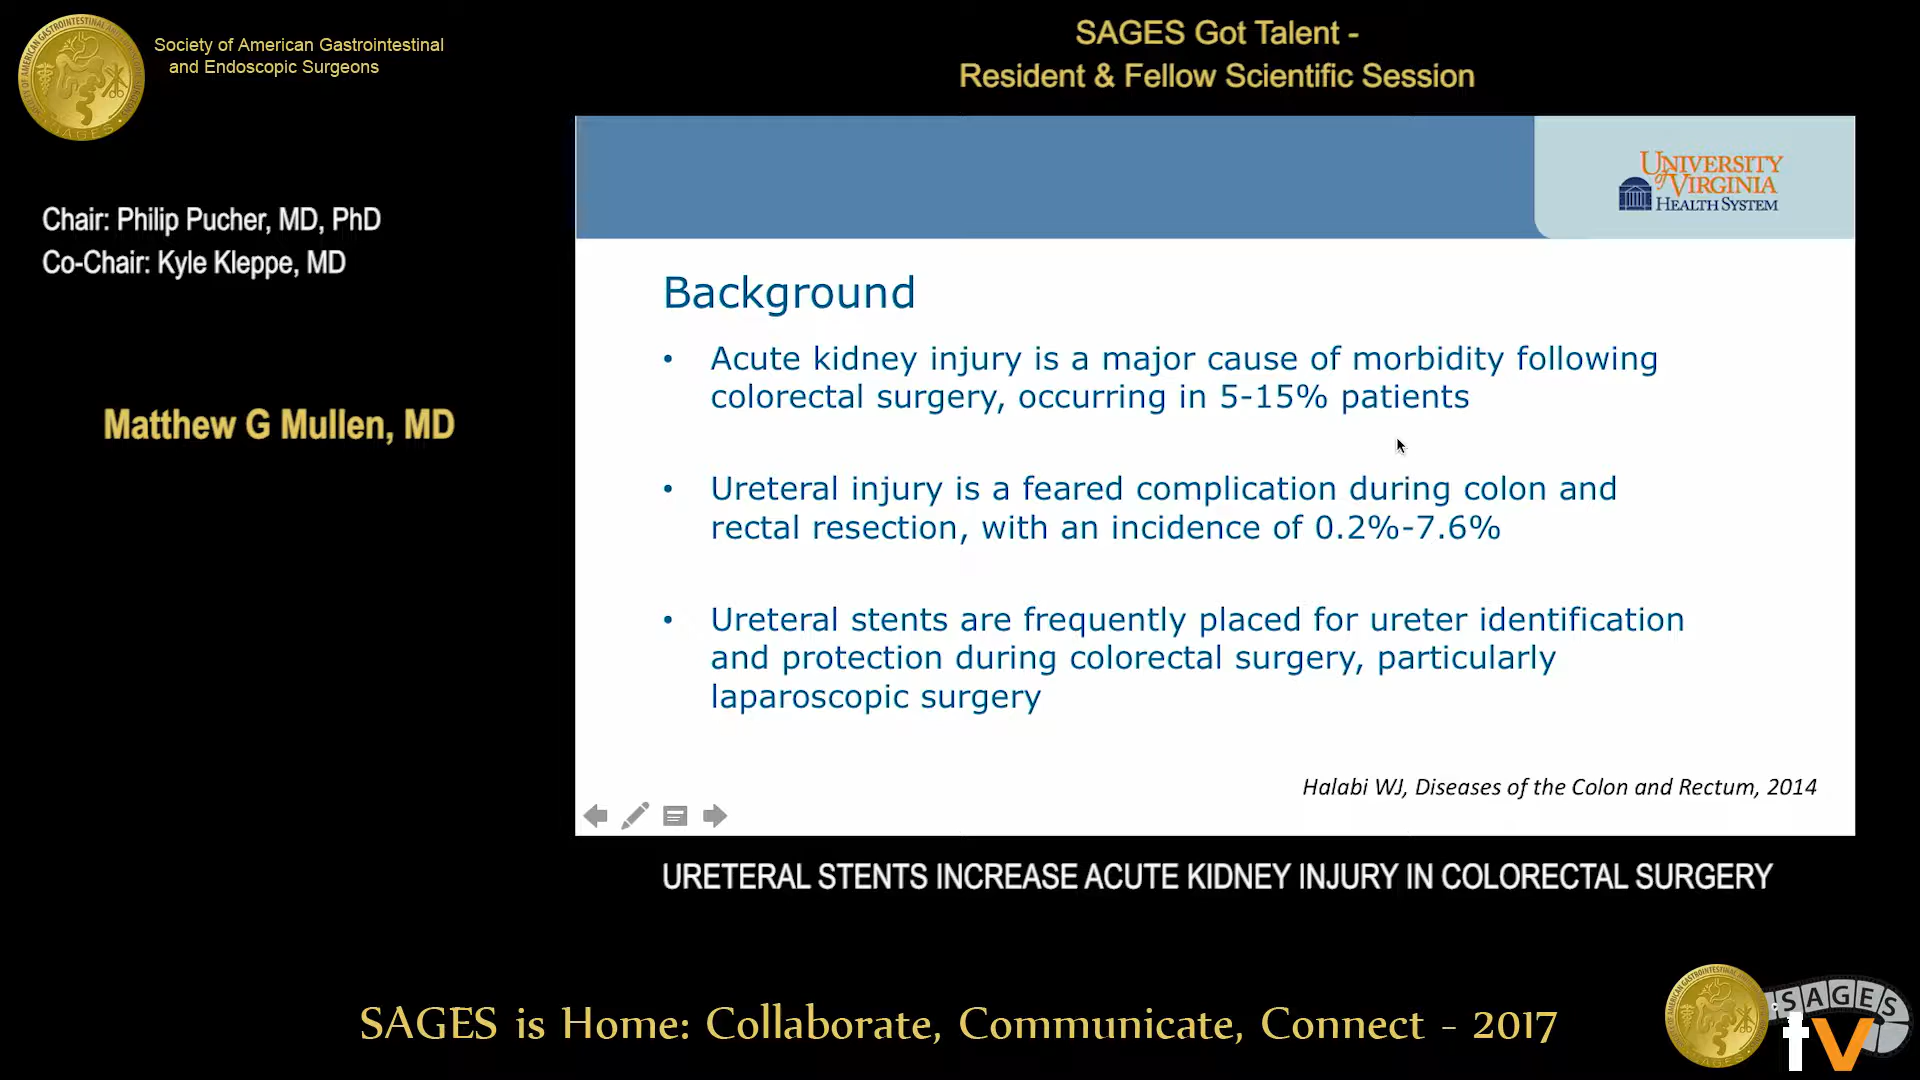 Society of American Gastrointestinal
and Endoscopic Surgeons
SAGES Got Talent -
Resident & Fellow Scientific Session
Chair: Philip Pucher, MD, PhD
Co-Chair: Kyle Kleppe, MD
Matthew G Mullen, MD
UNIVERSITY
of VIRGINIA
HEALTH SYSTEM
Background
• Acute kidney injury is a major cause of morbidity following
colorectal surgery, occurring in 5-15% patients
• Ureteral injury is a feared complication during colon and
rectal resection, with an incidence of 0.2%-7.6%
• Ureteral stents are frequently placed for ureter identification
and protection during colorectal surgery, particularly
laparoscopic surgery
Halabi WJ, Diseases of the Colon and Rectum, 2014
URETERAL STENTS INCREASE ACUTE KIDNEY INJURY IN COLORECTAL SURGERY
SAGES is Home: Collaborate, Communicate, Connect - 2017
SAGES
tv